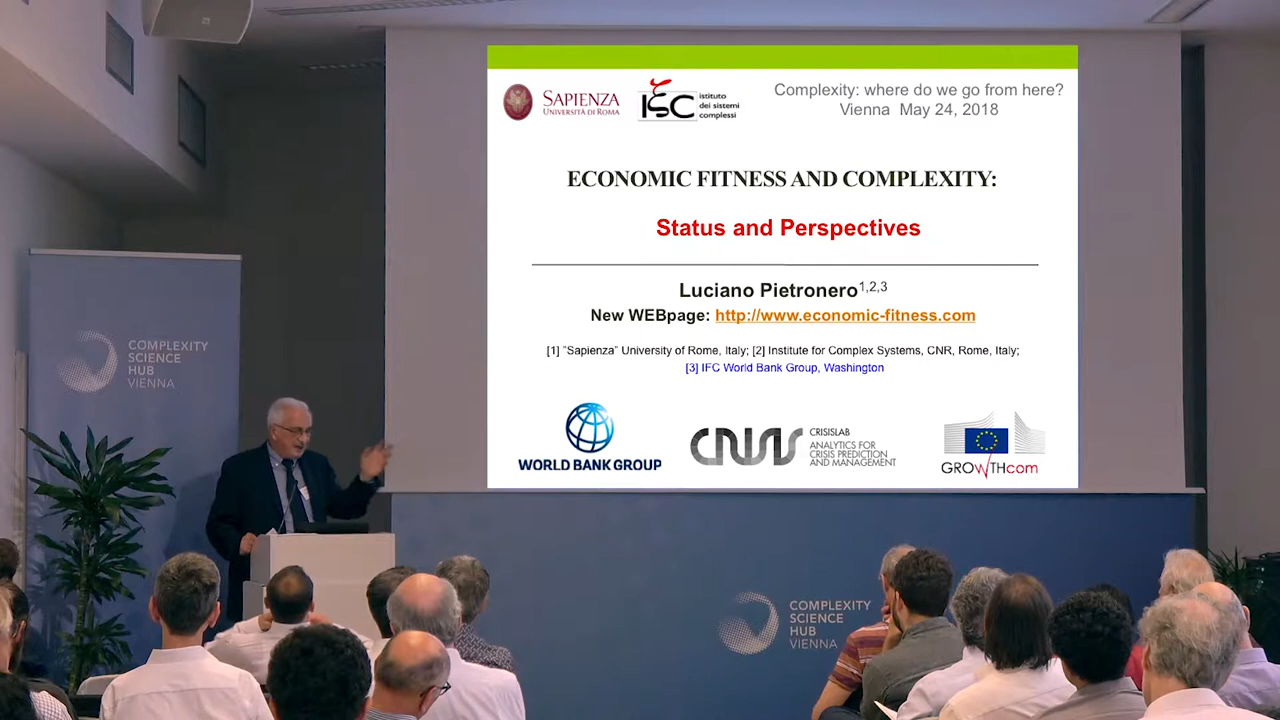 SAPIENZA
UNIVERSITÀ DI ROMA
ISC
istituto
dei sistemi
complessi
Complexity: where do we go from here?
Vienna May 24, 2018
ECONOMIC FITNESS AND COMPLEXITY:
Status and Perspectives
Luciano Pietronero1,2,3
New WEBpage: http://www.economic-fitness.com
[1] "Sapienza" University of Rome, Italy; [2] Institute for Complex Systems, CNR, Rome, Italy;
[3] IFC World Bank Group, Washington
WORLD BANK GROUP
CRISIS
CRISISLAB
ANALYTICS FOR
CRISIS PREDICTION
AND MANAGEMENT
GROWTHcom
COMPLEXITY
SCIENCE
HUB
VIENNA
COMPLEXITY
SCIENCE
HUB
VIENNA